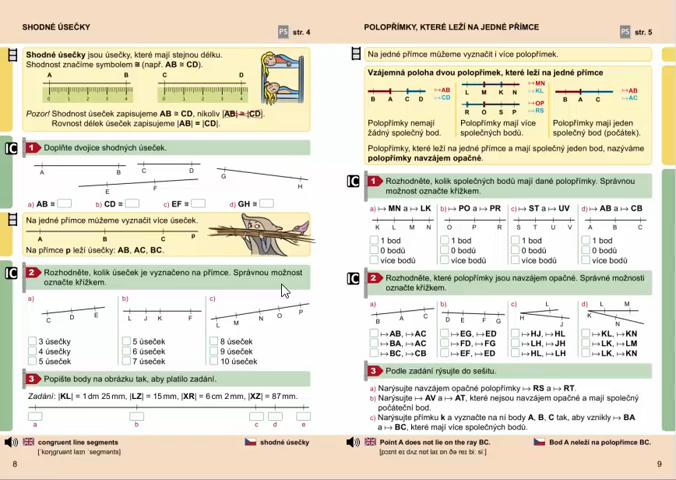 SHODNÉ ÚSEČKY
PS str. 4
Shodné úsečky jsou úsečky, které mají stejnou délku.
Shodnost značíme symbolem ≅ (např. AB ≅ CD).
A B C D
0 1 2 3 4 0 1 2 3 4
Pozor! Shodnost úseček zapisujeme AB ≅ CD, nikoliv |AB| ≅ |CD|.
Rovnost délek úseček zapisujeme |AB| = |CD|.
1 Doplňte dvojice shodných úseček.
A B C D E F G H
a) AB ≅ b) CD ≅ c) EF ≅ d) GH ≅
Na jedné přímce můžeme vyznačit více úseček.
A B C p
Na přímce p leží úsečky: AB, AC, BC.
2 Rozhodněte, kolik úseček je vyznačeno na přímce. Správnou možnost
označte křížkem.
a) b) c)
C D E L J K F L M N O P
3 úsečky 5 úseček 8 úseček
4 úsečky 6 úseček 9 úseček
5 úseček 7 úseček 10 úseček
3 Popište body na obrázku tak, aby platilo zadání.
Zadání: |KL| = 1 dm 25 mm, |LZ| = 15 mm, |XR| = 6 cm 2 mm, |XZ| = 87 mm.
a b c d e
congruent line segments
shodné úsečky
8
POLOPŘÍMKY, KTERÉ LEŽÍ NA JEDNÉ PŘÍMCE
PS str. 5
Na jedné přímce můžeme vyznačit i více polopřímek.
Vzájemná poloha dvou polopřímek, které leží na jedné přímce
B A C D ↦AB ↦CD
L M K N ↦MN ↦KL
R O S P ↦OP ↦RS
B A C ↦AB ↦AC
Polopřímky nemají
žádný společný bod.
Polopřímky mají více
společných bodů.
Polopřímky mají jeden
společný bod (počátek).
Polopřímky, které leží na jedné přímce a mají společný jeden bod, nazýváme
polopřímky navzájem opačné.
1 Rozhodněte, kolik společných bodů mají dané polopřímky. Správnou
možnost označte křížkem.
a) ↦ MN a ↦ LK b) ↦ PO a ↦ PR c) ↦ ST a ↦ UV d) ↦ AB a ↦ CB
K L M N O P R S T U V A B C
1 bod 1 bod 1 bod 1 bod
0 bodů 0 bodů 0 bodů 0 bodů
více bodů více bodů více bodů více bodů
2 Rozhodněte, které polopřímky jsou navzájem opačné. Správné možnosti
označte křížkem.
a) b) c) d)
B A C D E F G L H J L M K N
↦AB, ↦AC ↦EG, ↦ED ↦HJ, ↦HL ↦KL, ↦KN
↦BA, ↦AC ↦FD, ↦FG ↦LH, ↦JH ↦LK, ↦LM
↦BC, ↦CB ↦EF, ↦ED ↦HL, ↦LH ↦LK, ↦KN
3 Podle zadání rýsujte do sešitu.
a) Narýsujte navzájem opačné polopřímky ↦ RS a ↦ RT.
b) Narýsujte ↦ AV a ↦ AT, které nejsou navzájem opačné a mají společný
počáteční bod.
c) Narýsujte přímku k a vyznačte na ní body A, B, C tak, aby vznikly ↦ BA
a ↦ BC, které mají více společných bodů.
Point A does not lie on the ray BC.
Bod A neleží na polopřímce BC.
9